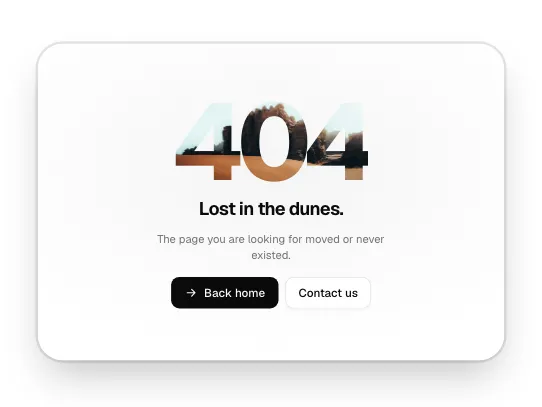 404
Lost in the dunes.
The page you are looking for moved or never
existed.
→ Back home
Contact us